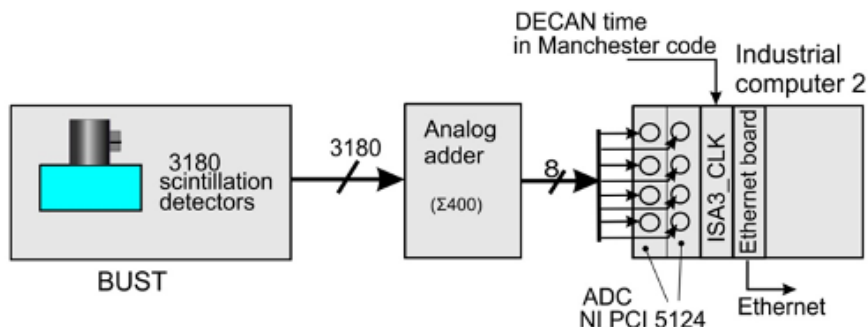 DECAN time
in Manchester code
Industrial
computer 2
3180
scintillation
detectors
BUST
3180
Analog
adder
(Σ400)
8
ISA3_CLK
Ethernet board
ADC
NI PCI 5124
Ethernet